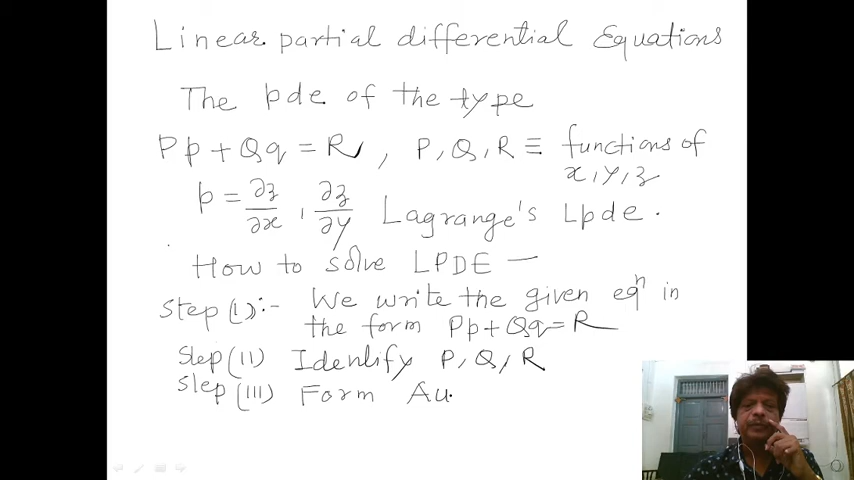 Linear partial differential Equations
The pde of the type
Pp + Qq = R , P, Q, R ≡ functions of x, y, z
p = ∂z/∂x , ∂z/∂y Lagrange's Lpde.
How to solve LPDE —
Step (I):- We write the given eqn in
the form Pp + Qq = R
Step (II) Identify P, Q, R
Step (III) Form Au